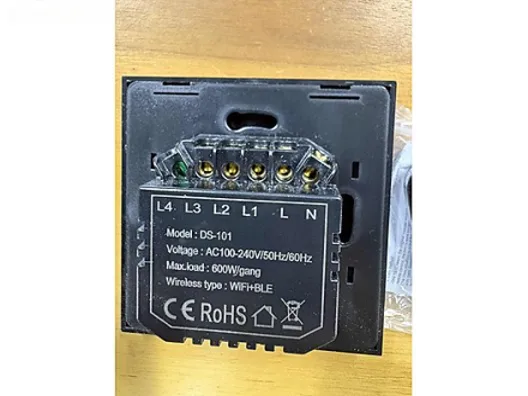 L4 L3 L2 L1 L N
Model : DS-101
Voltage : AC100-240V/50Hz/60Hz
Max.load : 600W/gang
Wireless type : WiFi+BLE
CE RoHS